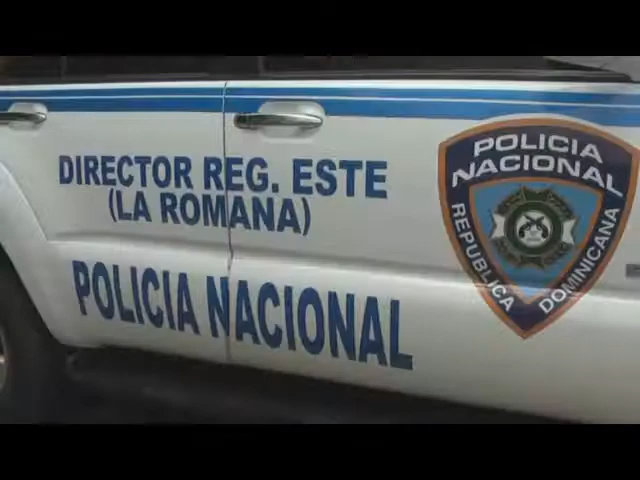 DIRECTOR REG. ESTE
(LA ROMANA)
POLICIA NACIONAL
POLICIA
NACIONAL
REPUBLICA
DOMINICANA